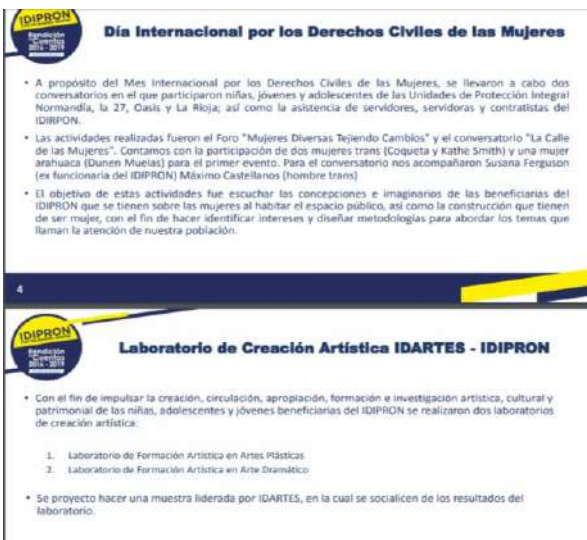 IDIPRON
Rendición
de Cuentas
2016 - 2019
Día Internacional por los Derechos Civiles de las Mujeres
• A propósito del Mes Internacional por los Derechos Civiles de las Mujeres, se llevaron a cabo dos
conversatorios en el que participaron niñas, jóvenes y adolescentes de las Unidades de Protección Integral
Normandía, la 27, Oasis y La Rioja; así como la asistencia de servidores, servidoras y contratistas del
IDIRPON.
• Las actividades realizadas fueron el Foro "Mujeres Diversas Tejiendo Cambios" y el conversatorio "La Calle
de las Mujeres". Contamos con la participación de dos mujeres trans (Coqueta y Kathe Smith) y una mujer
arahuaca (Dunen Muelas) para el primer evento. Para el conversatorio nos acompañaron Susana Ferguson
(ex funcionaria del IDIPRON) Máximo Castellanos (hombre trans)
• El objetivo de estas actividades fue escuchar las concepciones e imaginarios de las beneficiarias del
IDIPRON que se tienen sobre las mujeres al habitar el espacio público, así como la construcción que tienen
de ser mujer, con el fin de hacer identificar intereses y diseñar metodologías para abordar los temas que
llaman la atención de nuestra población.
4
IDIPRON
Rendición
de Cuentas
2016 - 2019
Laboratorio de Creación Artística IDARTES - IDIPRON
• Con el fin de impulsar la creación, circulación, apropiación, formación e investigación artística, cultural y
patrimonial de las niñas, adolescentes y jóvenes beneficiarias del IDIPRON se realizaron dos laboratorios
de creación artística:
1. Laboratorio de Formación Artística en Artes Plásticas
2. Laboratorio de Formación Artística en Arte Dramático
• Se proyecto hacer una muestra liderada por IDARTES, en la cual se socialicen de los resultados del
laboratorio.